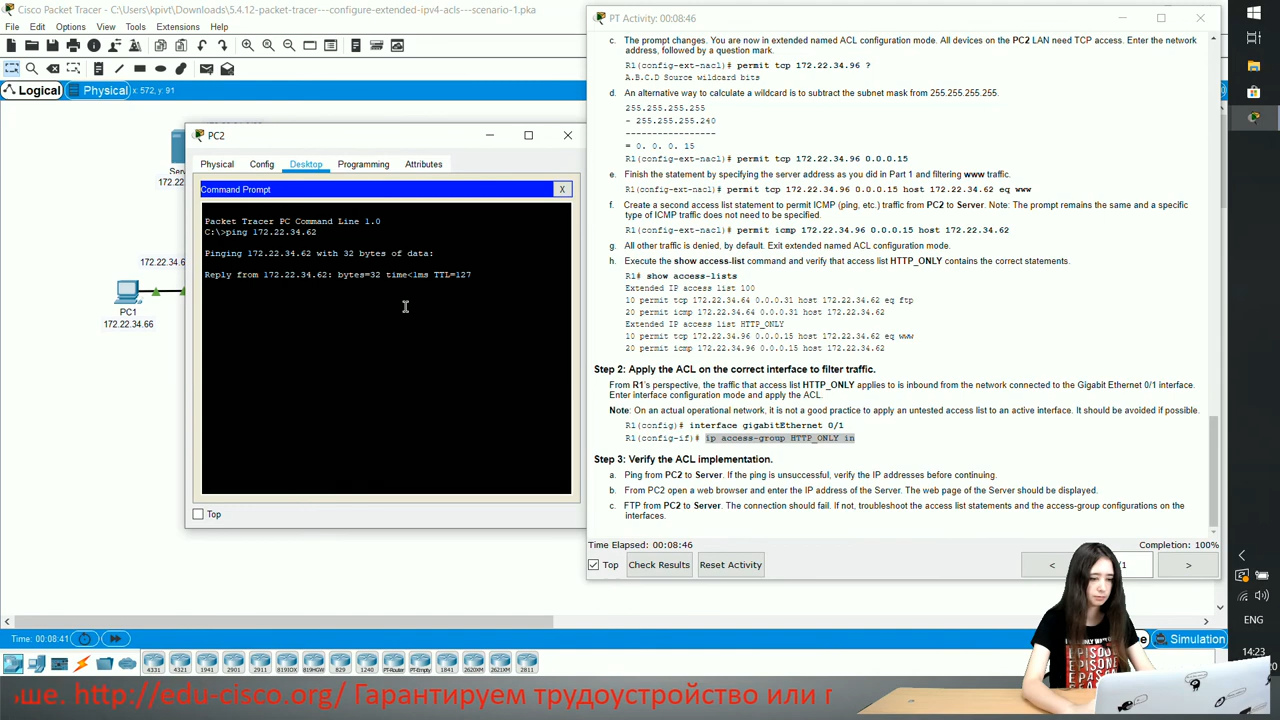 Cisco Packet Tracer - C:\Users\kpivt\Downloads\5.4.12-packet-tracer---configure-extended-ipv4-acls---scenario-1.pka
File Edit Options View Tools Extensions Help
Logical Physical x: 572, y: 91
172.22
172.22.34.6
PC1
172.22.34.66
PC2
Physical Config Desktop Programming Attributes
Command Prompt
X
Packet Tracer PC Command Line 1.0
C:\>ping 172.22.34.62
Pinging 172.22.34.62 with 32 bytes of data:
Reply from 172.22.34.62: bytes=32 time<1ms TTL=127
Top
PT Activity: 00:08:46
c. The prompt changes. You are now in extended named ACL configuration mode. All devices on the PC2 LAN need TCP access. Enter the network
address, followed by a question mark.
R1(config-ext-nacl)# permit tcp 172.22.34.96 ?
A.B.C.D Source wildcard bits
d. An alternative way to calculate a wildcard is to subtract the subnet mask from 255.255.255.255.
255.255.255.255
- 255.255.255.240
-----------------
= 0. 0. 0. 15
R1(config-ext-nacl)# permit tcp 172.22.34.96 0.0.0.15
e. Finish the statement by specifying the server address as you did in Part 1 and filtering www traffic.
R1(config-ext-nacl)# permit tcp 172.22.34.96 0.0.0.15 host 172.22.34.62 eq www
f. Create a second access list statement to permit ICMP (ping, etc.) traffic from PC2 to Server. Note: The prompt remains the same and a specific
type of ICMP traffic does not need to be specified.
R1(config-ext-nacl)# permit icmp 172.22.34.96 0.0.0.15 host 172.22.34.62
g. All other traffic is denied, by default. Exit extended named ACL configuration mode.
h. Execute the show access-list command and verify that access list HTTP_ONLY contains the correct statements.
R1# show access-lists
Extended IP access list 100
10 permit tcp 172.22.34.64 0.0.0.31 host 172.22.34.62 eq ftp
20 permit icmp 172.22.34.64 0.0.0.31 host 172.22.34.62
Extended IP access list HTTP_ONLY
10 permit tcp 172.22.34.96 0.0.0.15 host 172.22.34.62 eq www
20 permit icmp 172.22.34.96 0.0.0.15 host 172.22.34.62
Step 2: Apply the ACL on the correct interface to filter traffic.
From R1's perspective, the traffic that access list HTTP_ONLY applies to is inbound from the network connected to the Gigabit Ethernet 0/1 interface.
Enter interface configuration mode and apply the ACL.
Note: On an actual operational network, it is not a good practice to apply an untested access list to an active interface. It should be avoided if possible.
R1(config)# interface gigabitEthernet 0/1
R1(config-if)# ip access-group HTTP_ONLY in
Step 3: Verify the ACL implementation.
a. Ping from PC2 to Server. If the ping is unsuccessful, verify the IP addresses before continuing.
b. From PC2 open a web browser and enter the IP address of the Server. The web page of the Server should be displayed.
c. FTP from PC2 to Server. The connection should fail. If not, troubleshoot the access list statements and the access-group configurations on the
interfaces.
Time Elapsed: 00:08:46 Completion: 100%
Top Check Results Reset Activity < /1 >
Time: 00:08:41
Simulation
4331 4321 1941 2901 2911 819IOX 819HGW 829 1240 PT-Router PT-Empty 1841 2620XM 2621XM 2811
ENG
14:23
ше. http://edu-cisco.org/ Гарантируем трудоустройство или г